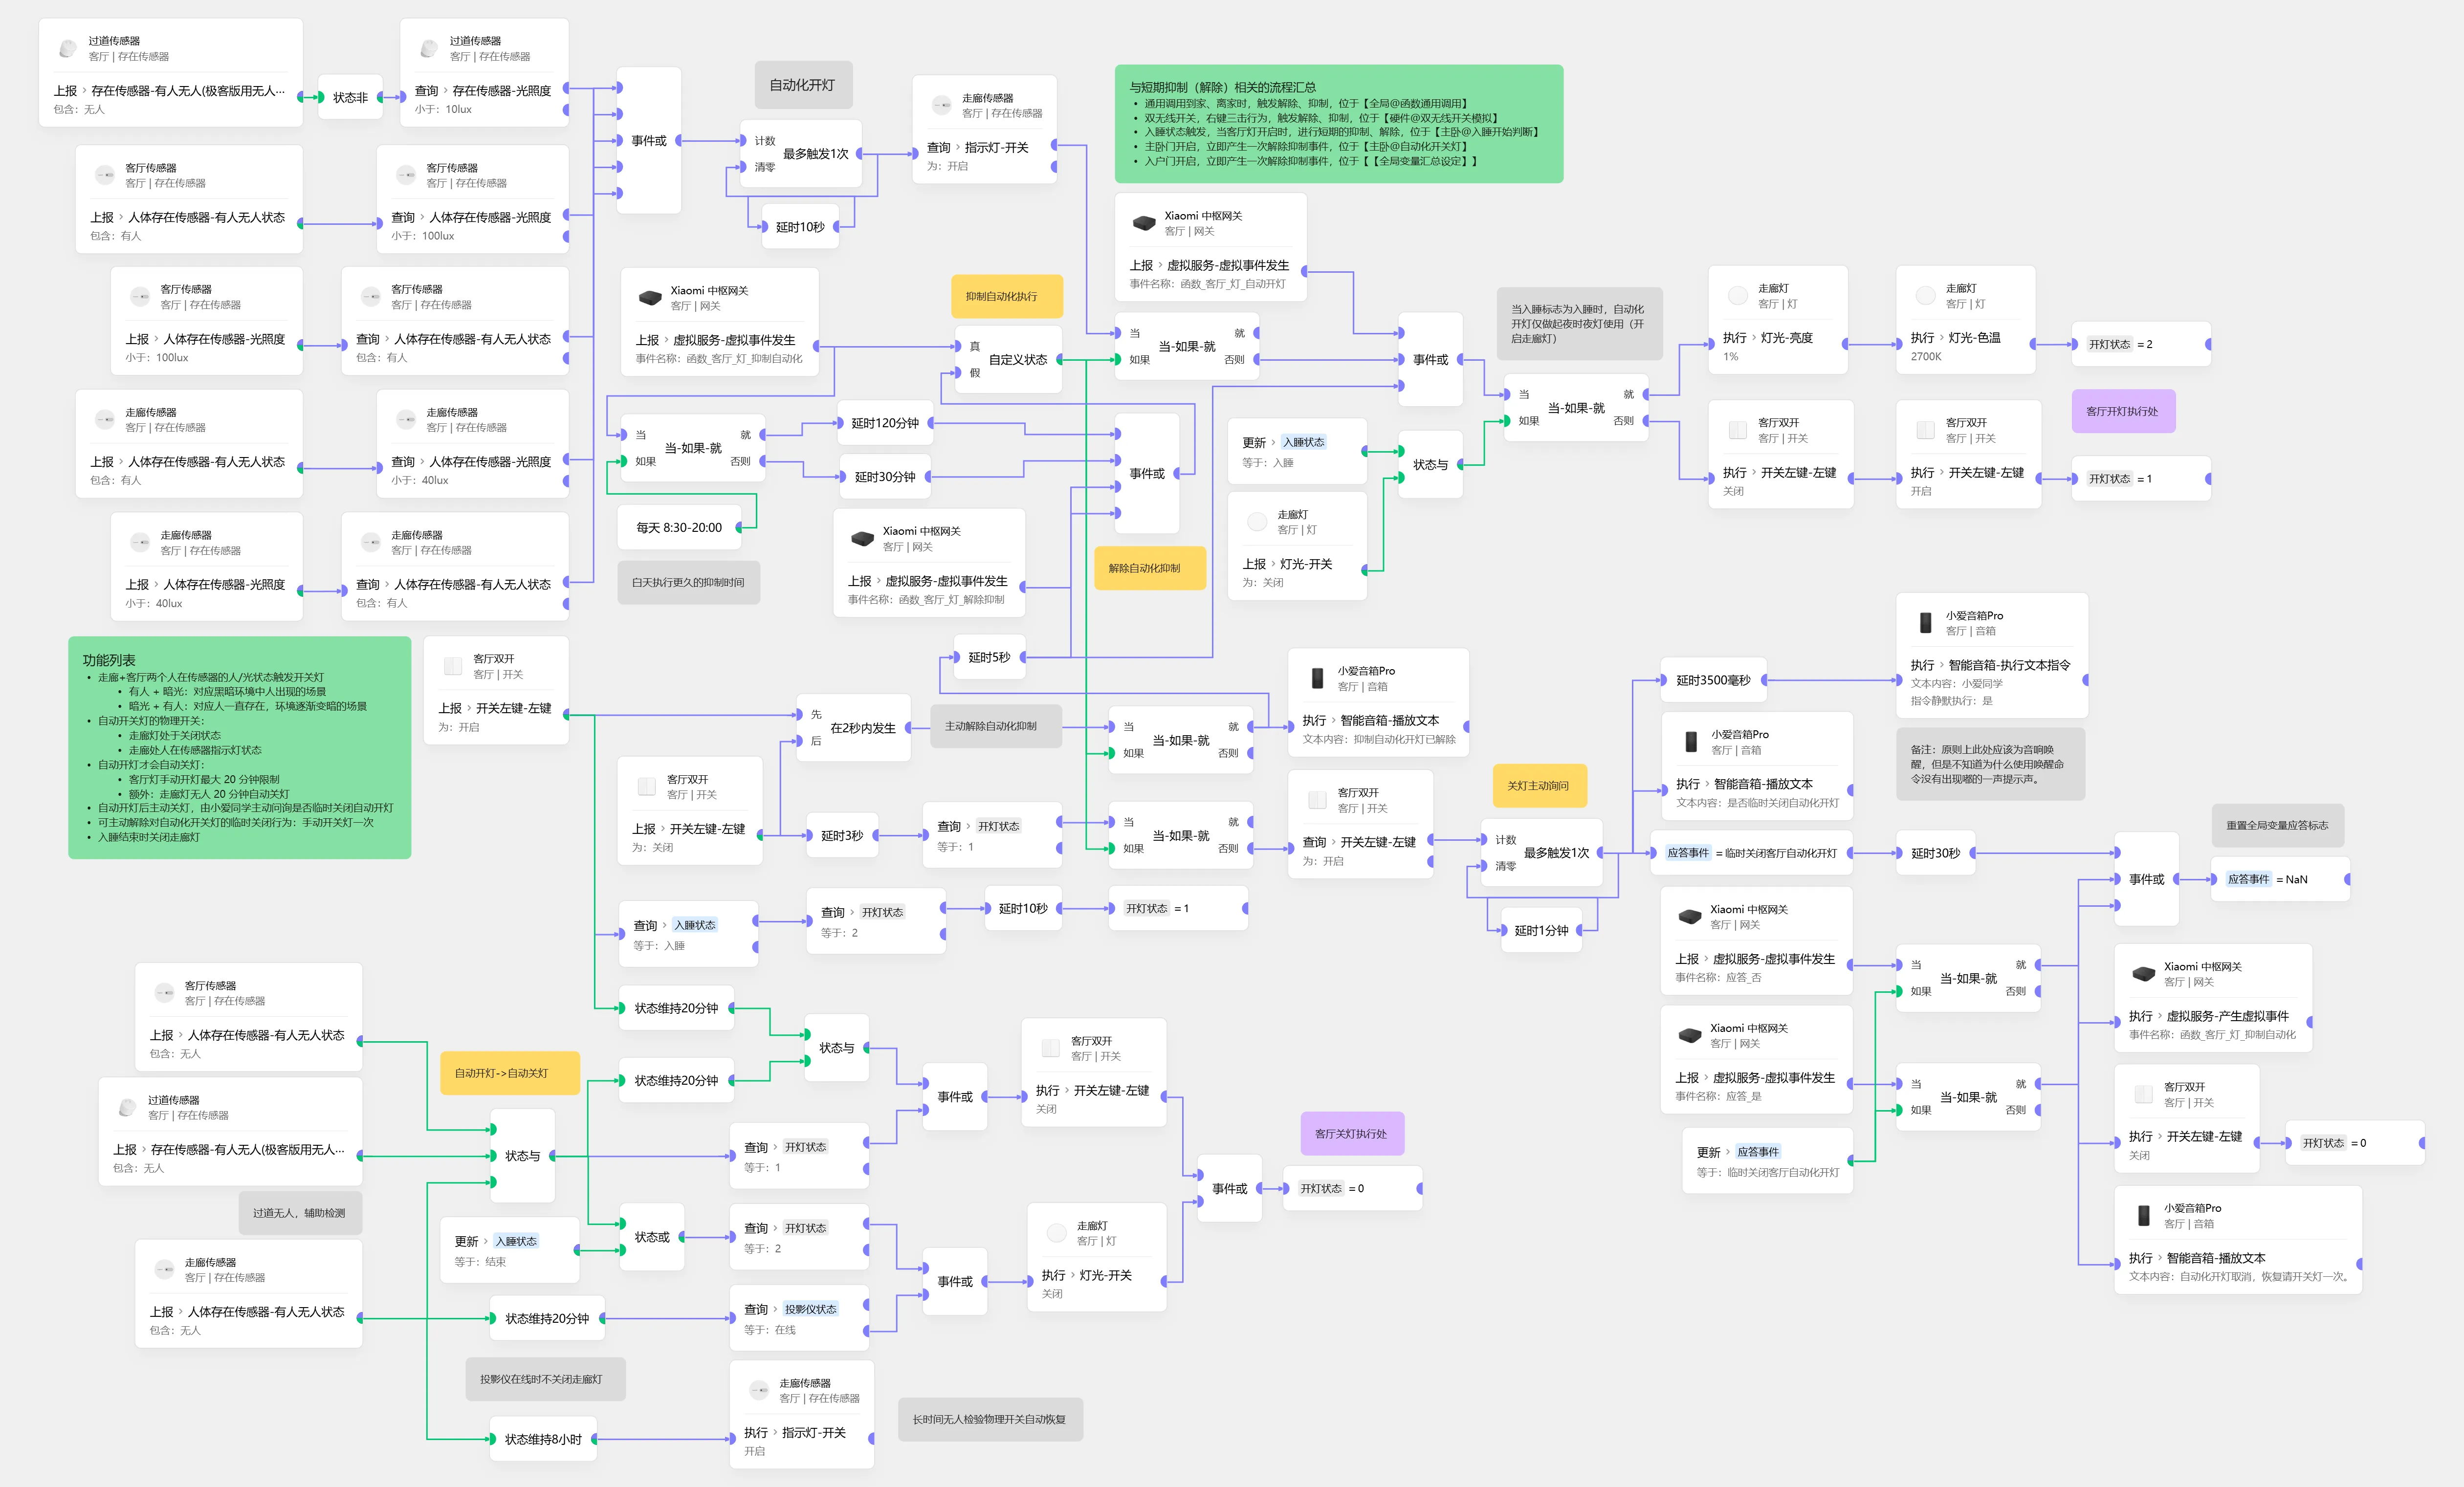 过道传感器
客厅 | 存在传感器
上报 › 存在传感器-有人无人(极客版用无人...
包含：无人
状态非
过道传感器
客厅 | 存在传感器
查询 › 存在传感器-光照度
小于：10lux
客厅传感器
客厅 | 存在传感器
上报 › 人体存在传感器-有人无人状态
包含：有人
客厅传感器
客厅 | 存在传感器
查询 › 人体存在传感器-光照度
小于：100lux
客厅传感器
客厅 | 存在传感器
上报 › 人体存在传感器-光照度
小于：100lux
客厅传感器
客厅 | 存在传感器
查询 › 人体存在传感器-有人无人状态
包含：有人
走廊传感器
客厅 | 存在传感器
上报 › 人体存在传感器-有人无人状态
包含：有人
走廊传感器
客厅 | 存在传感器
查询 › 人体存在传感器-光照度
小于：40lux
走廊传感器
客厅 | 存在传感器
上报 › 人体存在传感器-光照度
小于：40lux
走廊传感器
客厅 | 存在传感器
查询 › 人体存在传感器-有人无人状态
包含：有人
事件或
自动化开灯
计数
最多触发1次
清零
延时10秒
走廊传感器
客厅 | 存在传感器
查询 › 指示灯-开关
为：开启
与短期抑制（解除）相关的流程汇总
• 通用调用到家、离家时，触发解除、抑制，位于【全局@函数通用调用】
• 双无线开关，右键三击行为，触发解除、抑制，位于【硬件@双无线开关模拟】
• 入睡状态触发，当客厅灯开启时，进行短期的抑制、解除，位于【主卧@入睡开始判断】
• 主卧门开启，立即产生一次解除抑制事件，位于【主卧@自动化开关灯】
• 入户门开启，立即产生一次解除抑制事件，位于【【全局变量汇总设定】】
Xiaomi 中枢网关
客厅 | 网关
上报 › 虚拟服务-虚拟事件发生
事件名称：函数_客厅_灯_自动开灯
Xiaomi 中枢网关
客厅 | 网关
上报 › 虚拟服务-虚拟事件发生
事件名称：函数_客厅_灯_抑制自动化
抑制自动化执行
真
自定义状态
假
当
就
当-如果-就
如果
否则
事件或
当入睡标志为入睡时，自动化
开灯仅做起夜时夜灯使用（开
启走廊灯）
当
就
当-如果-就
如果
否则
走廊灯
客厅 | 灯
执行 › 灯光-亮度
1%
走廊灯
客厅 | 灯
执行 › 灯光-色温
2700K
开灯状态 = 2
客厅开灯执行处
客厅双开
客厅 | 开关
执行 › 开关左键-左键
关闭
客厅双开
客厅 | 开关
执行 › 开关左键-左键
开启
开灯状态 = 1
当
就
当-如果-就
如果
否则
延时120分钟
延时30分钟
每天 8:30-20:00
白天执行更久的抑制时间
Xiaomi 中枢网关
客厅 | 网关
上报 › 虚拟服务-虚拟事件发生
事件名称：函数_客厅_灯_解除抑制
事件或
解除自动化抑制
更新 › 入睡状态
等于：入睡
走廊灯
客厅 | 灯
上报 › 灯光-开关
为：关闭
状态与
功能列表
• 走廊+客厅两个人在传感器的人/光状态触发开关灯
• 有人 + 暗光：对应黑暗环境中人出现的场景
• 暗光 + 有人：对应人一直存在，环境逐渐变暗的场景
• 自动开关灯的物理开关：
• 走廊灯处于关闭状态
• 走廊处人在传感器指示灯状态
• 自动开灯才会自动关灯：
• 客厅灯手动开灯最大 20 分钟限制
• 额外：走廊灯无人 20 分钟自动关灯
• 自动开灯后主动关灯，由小爱同学主动问询是否临时关闭自动开灯
• 可主动解除对自动化开关灯的临时关闭行为：手动开关灯一次
• 入睡结束时关闭走廊灯
客厅双开
客厅 | 开关
上报 › 开关左键-左键
为：开启
延时5秒
先
在2秒内发生
后
主动解除自动化抑制
当
就
当-如果-就
如果
否则
小爱音箱Pro
客厅 | 音箱
执行 › 智能音箱-播放文本
文本内容：抑制自动化开灯已解除
客厅双开
客厅 | 开关
上报 › 开关左键-左键
为：关闭
延时3秒
查询 › 开灯状态
等于：1
当
就
当-如果-就
如果
否则
客厅双开
客厅 | 开关
查询 › 开关左键-左键
为：开启
关灯主动询问
计数
最多触发1次
清零
延时1分钟
延时3500毫秒
小爱音箱Pro
客厅 | 音箱
执行 › 智能音箱-执行文本指令
文本内容：小爱同学
指令静默执行：是
小爱音箱Pro
客厅 | 音箱
执行 › 智能音箱-播放文本
文本内容：是否临时关闭自动化开灯
备注：原则上此处应该为音响唤
醒，但是不知道为什么使用唤醒命
令没有出现嘟的一声提示声。
应答事件 = 临时关闭客厅自动化开灯
延时30秒
重置全局变量应答标志
事件或
应答事件 = NaN
Xiaomi 中枢网关
客厅 | 网关
上报 › 虚拟服务-虚拟事件发生
事件名称：应答_否
当
就
当-如果-就
如果
否则
Xiaomi 中枢网关
客厅 | 网关
上报 › 虚拟服务-虚拟事件发生
事件名称：应答_是
当
就
当-如果-就
如果
否则
更新 › 应答事件
等于：临时关闭客厅自动化开灯
Xiaomi 中枢网关
客厅 | 网关
执行 › 虚拟服务-产生虚拟事件
事件名称：函数_客厅_灯_抑制自动化
客厅双开
客厅 | 开关
执行 › 开关左键-左键
关闭
开灯状态 = 0
小爱音箱Pro
客厅 | 音箱
执行 › 智能音箱-播放文本
文本内容：自动化开灯取消，恢复请开关灯一次。
查询 › 入睡状态
等于：入睡
查询 › 开灯状态
等于：2
延时10秒
开灯状态 = 1
客厅传感器
客厅 | 存在传感器
上报 › 人体存在传感器-有人无人状态
包含：无人
过道传感器
客厅 | 存在传感器
上报 › 存在传感器-有人无人(极客版用无人...
包含：无人
过道无人，辅助检测
走廊传感器
客厅 | 存在传感器
上报 › 人体存在传感器-有人无人状态
包含：无人
自动开灯->自动关灯
状态与
状态维持20分钟
状态维持20分钟
状态与
查询 › 开灯状态
等于：1
事件或
客厅双开
客厅 | 开关
执行 › 开关左键-左键
关闭
更新 › 入睡状态
等于：结束
状态或
查询 › 开灯状态
等于：2
状态维持20分钟
查询 › 投影仪状态
等于：在线
事件或
走廊灯
客厅 | 灯
执行 › 灯光-开关
关闭
客厅关灯执行处
事件或
开灯状态 = 0
投影仪在线时不关闭走廊灯
状态维持8小时
走廊传感器
客厅 | 存在传感器
执行 › 指示灯-开关
开启
长时间无人检验物理开关自动恢复